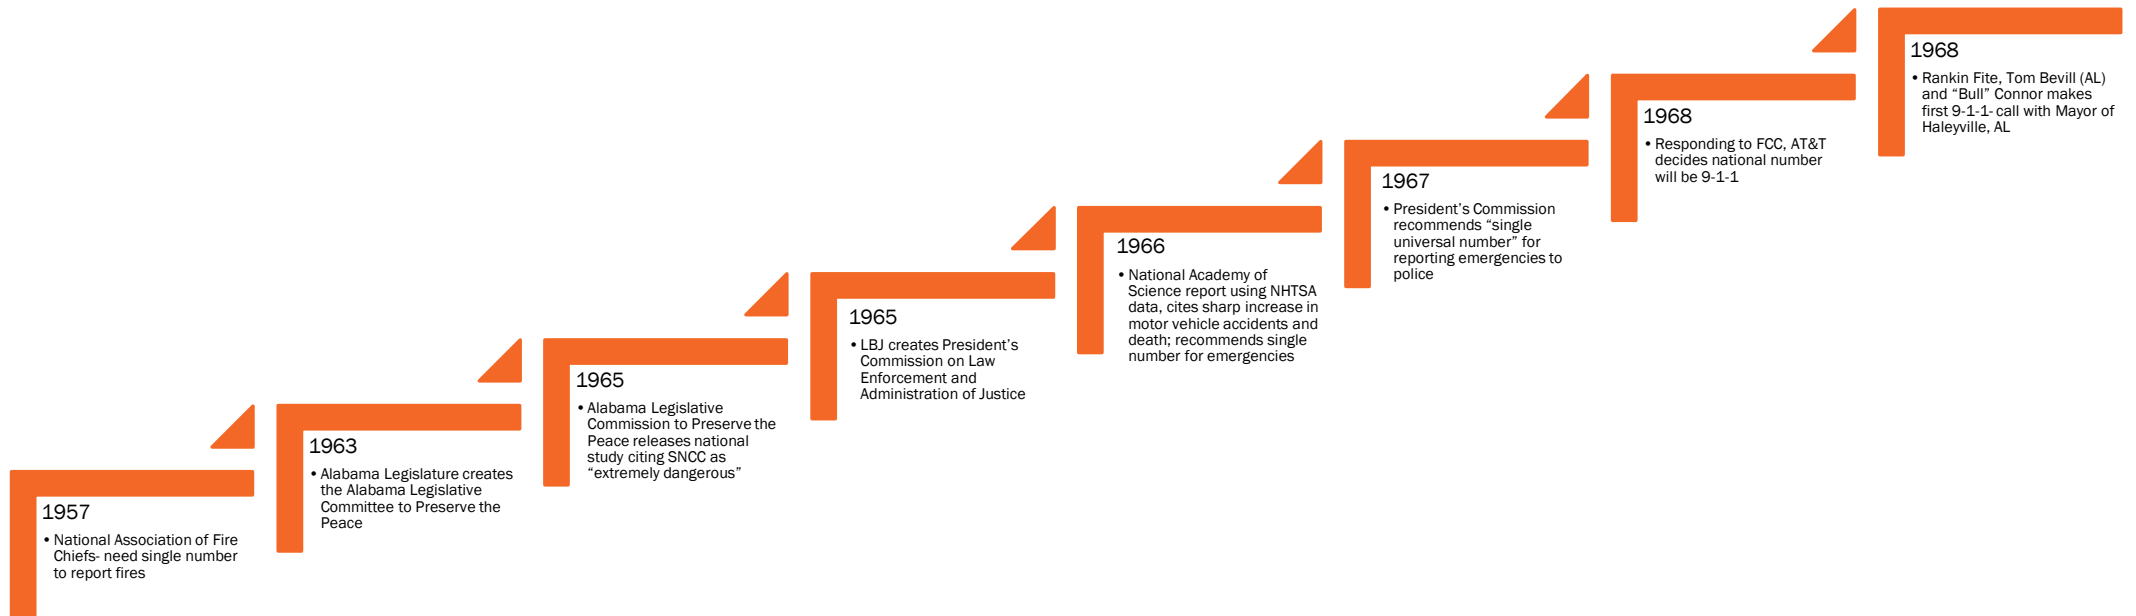 1957
• National Association of Fire
Chiefs- need single number
to report fires
1963
• Alabama Legislature creates
the Alabama Legislative
Committee to Preserve the
Peace
1965
• Alabama Legislative
Commission to Preserve the
Peace releases national
study citing SNCC as
“extremely dangerous”
1965
• LBJ creates President’s
Commission on Law
Enforcement and
Administration of Justice
1966
• National Academy of
Science report using NHTSA
data, cites sharp increase in
motor vehicle accidents and
death; recommends single
number for emergencies
1967
• President’s Commission
recommends “single
universal number” for
reporting emergencies to
police
1968
• Responding to FCC, AT&T
decides national number
will be 9-1-1
1968
• Rankin Fite, Tom Bevill (AL)
and “Bull” Connor makes
first 9-1-1- call with Mayor of
Haleyville, AL